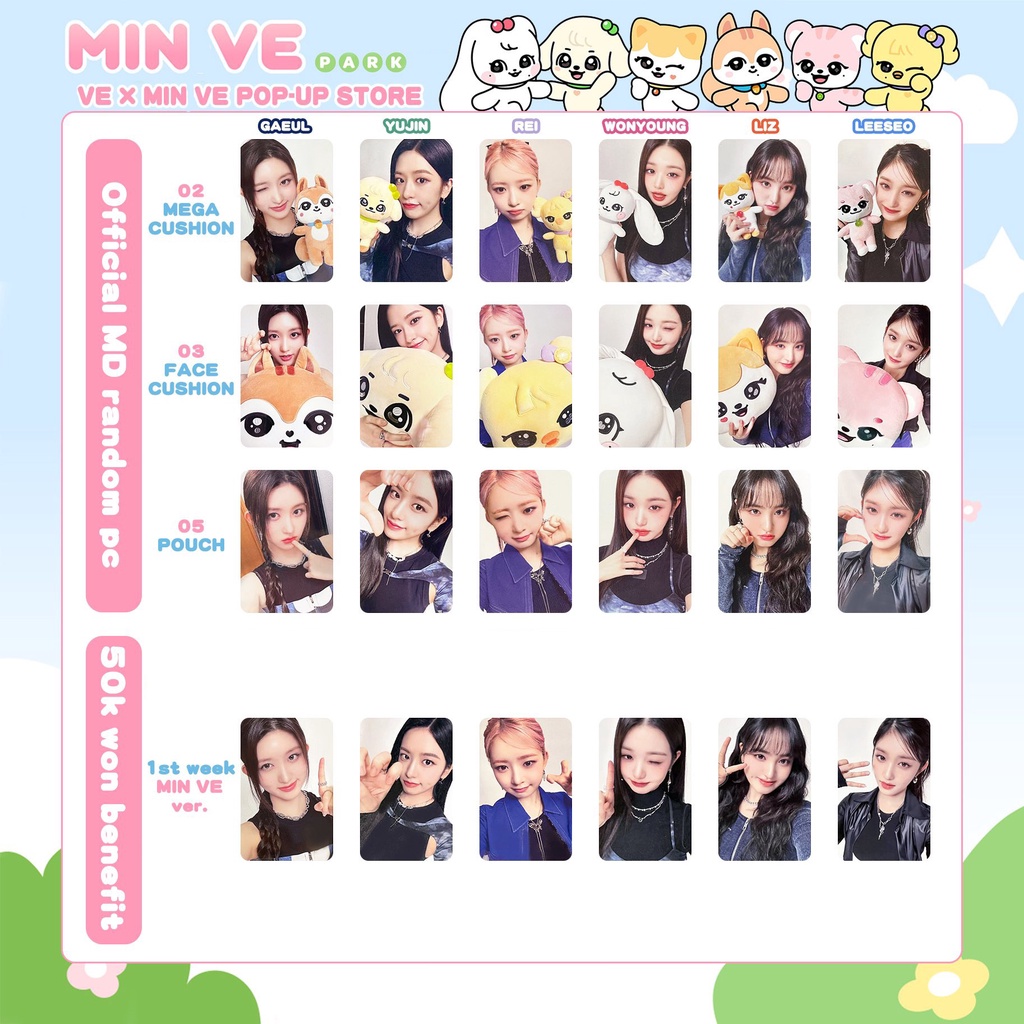 MIN VE PARK
VE × MIN VE POP-UP STORE
GAEUL YUJIN REI WONYOUNG LIZ LEESEO
Official MD random pc
02
MEGA
CUSHION
03
FACE
CUSHION
05
POUCH
50k won benefit
1st week
MIN VE
ver.